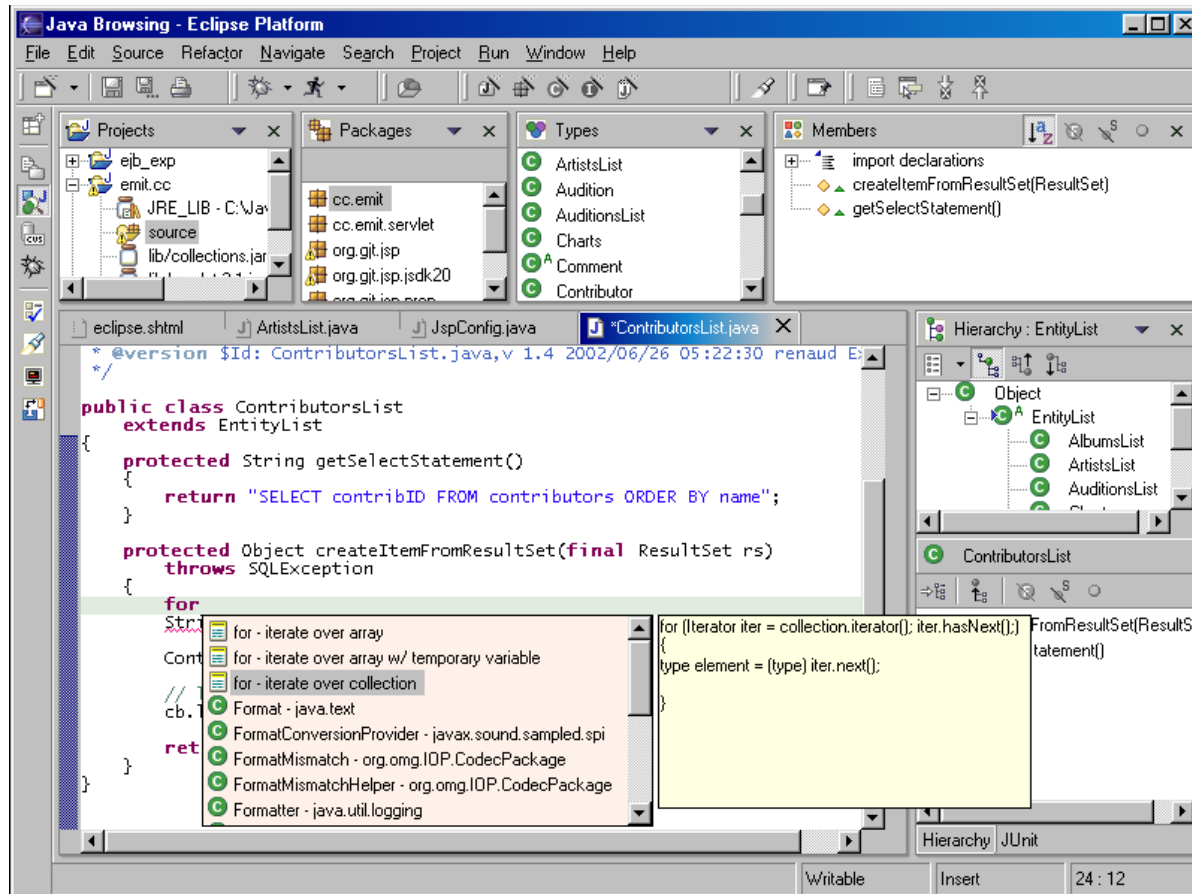 Java Browsing - Eclipse Platform
File Edit Source Refactor Navigate Search Project Run Window Help
Projects
ejb_exp
emit.cc
JRE_LIB - C:\Jav
source
lib/collections.jar
Packages
cc.emit
cc.emit.servlet
org.git.jsp
org.git.jsp.jsdk20
Types
ArtistsList
Audition
AuditionsList
Charts
Comment
Contributor
Members
import declarations
createItemFromResultSet(ResultSet)
getSelectStatement()
cvs
eclipse.shtml ArtistsList.java JspConfig.java *ContributorsList.java
* @version $Id: ContributorsList.java,v 1.4 2002/06/26 05:22:30 renaud Ex
*/
public class ContributorsList
extends EntityList
{
protected String getSelectStatement()
{
return "SELECT contribID FROM contributors ORDER BY name";
}
protected Object createItemFromResultSet(final ResultSet rs)
throws SQLException
{
for
Stri
Cont
//
cb.
ret
}
}
for - iterate over array
for - iterate over array w/ temporary variable
for - iterate over collection
Format - java.text
FormatConversionProvider - javax.sound.sampled.spi
FormatMismatch - org.omg.IOP.CodecPackage
FormatMismatchHelper - org.omg.IOP.CodecPackage
Formatter - java.util.logging
for (Iterator iter = collection.iterator(); iter.hasNext();)
{
type element = (type) iter.next();
}
Hierarchy : EntityList
Object
EntityList
AlbumsList
ArtistsList
AuditionsList
ContributorsList
FromResultSet(ResultS
tatement()
Hierarchy JUnit
Writable Insert 24 : 12